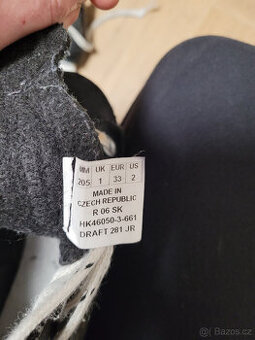 MM UK EUR US
205 1 33 2
MADE IN
CZECH REPUBLIC
R 06 SK
HK46050-3-661
DRAFT 281 JR
Bazos.cz